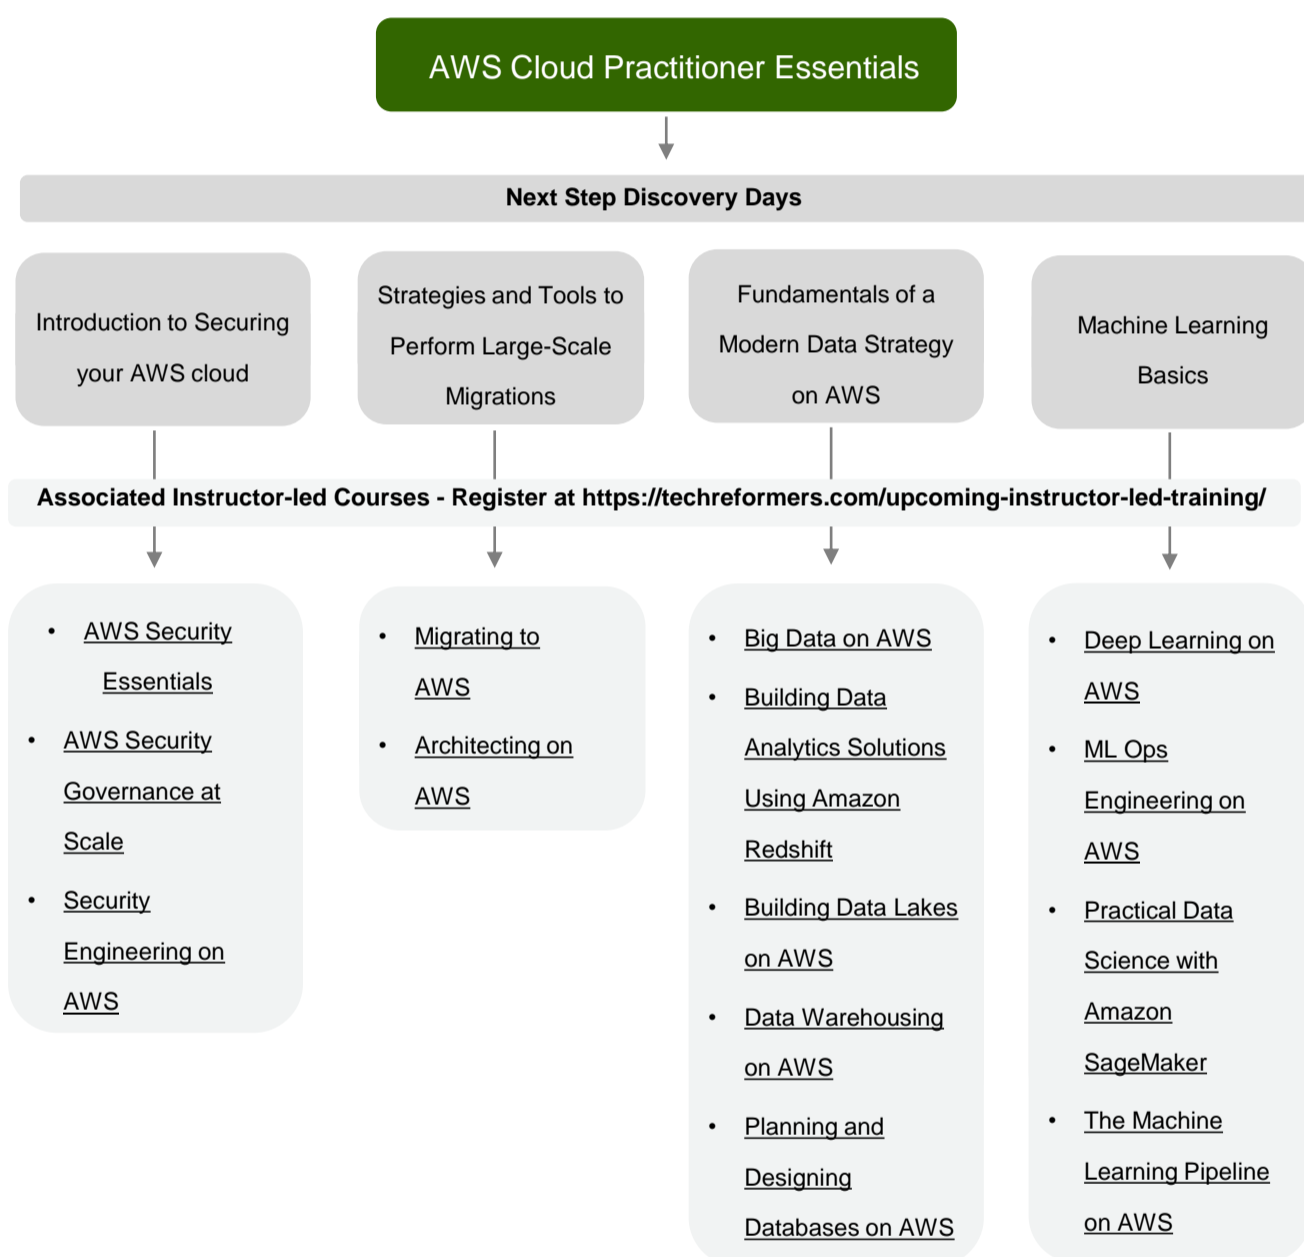 AWS Cloud Practitioner Essentials
Next Step Discovery Days
Introduction to Securing
your AWS cloud
Strategies and Tools to
Perform Large-Scale
Migrations
Fundamentals of a
Modern Data Strategy
on AWS
Machine Learning
Basics
Associated Instructor-led Courses - Register at https://techreformers.com/upcoming-instructor-led-training/
• AWS Security
Essentials
• AWS Security
Governance at
Scale
• Security
Engineering on
AWS
• Migrating to
AWS
• Architecting on
AWS
• Big Data on AWS
• Building Data
Analytics Solutions
Using Amazon
Redshift
• Building Data Lakes
on AWS
• Data Warehousing
on AWS
• Planning and
Designing
Databases on AWS
• Deep Learning on
AWS
• ML Ops
Engineering on
AWS
• Practical Data
Science with
Amazon
SageMaker
• The Machine
Learning Pipeline
on AWS